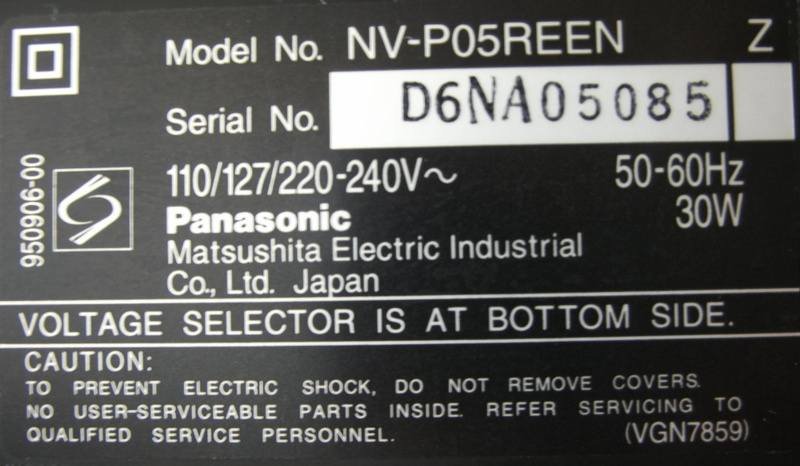 Model No. NV-P05REEN Z
Serial No. D6NA05085
950906-00
110/127/220-240V~ 50-60Hz
Panasonic 30W
Matsushita Electric Industrial
Co., Ltd. Japan
VOLTAGE SELECTOR IS AT BOTTOM SIDE.
CAUTION:
TO PREVENT ELECTRIC SHOCK, DO NOT REMOVE COVERS.
NO USER-SERVICEABLE PARTS INSIDE. REFER SERVICING TO
QUALIFIED SERVICE PERSONNEL. (VGN7859)